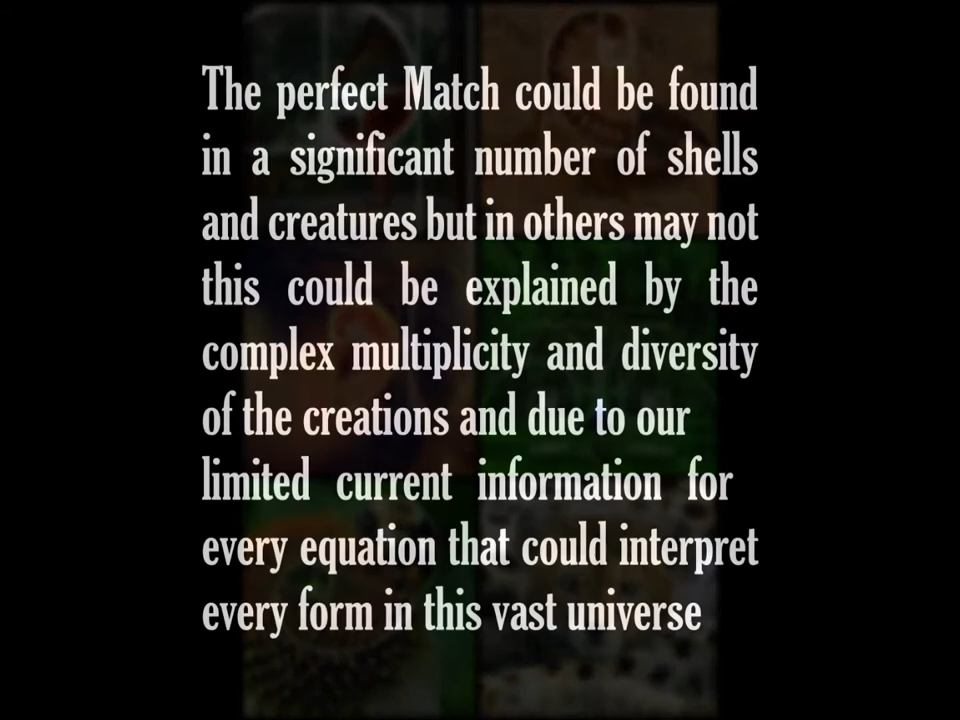 The perfect Match could be found
in a significant number of shells
and creatures but in others may not
this could be explained by the
complex multiplicity and diversity
of the creations and due to our
limited current information for
every equation that could interpret
every form in this vast universe